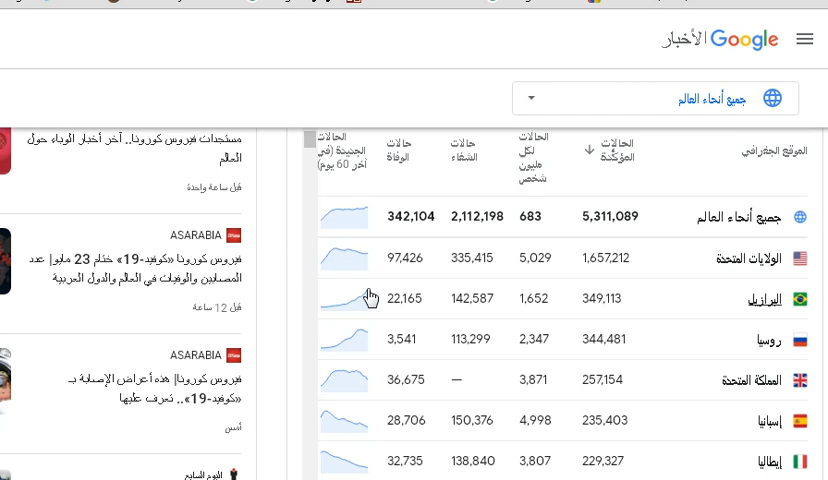 Google الأخبار
جميع أنحاء العالم
الموقع الجغرافي
الحالات المؤكّدة
الحالات لكل مليون شخص
حالات الشفاء
حالات الوفاة
الحالات الجديدة (في آخر 60 يوم)
جميع أنحاء العالم 5,311,089 683 2,112,198 342,104
الولايات المتحدة 1,657,212 5,029 335,415 97,426
البرازيل 349,113 1,652 142,587 22,165
روسيا 344,481 2,347 113,299 3,541
المملكة المتحدة 257,154 3,871 — 36,675
إسبانيا 235,403 4,998 150,376 28,706
إيطاليا 229,327 3,807 138,840 32,735
مستجدات فيروس كورونا.. آخر أخبار الوباء حول
العالم
قبل ساعة واحدة
ASARABIA
فيروس كورونا «كوفيد-19» ختام 23 مايو| عدد
المصابين والوفيات في العالم والدول العربية
قبل 12 ساعة
ASARABIA
فيروس كورونا| هذه أعراض الإصابة بـ
«كوفيد-19».. تعرف عليها
أمس
اليوم السابع